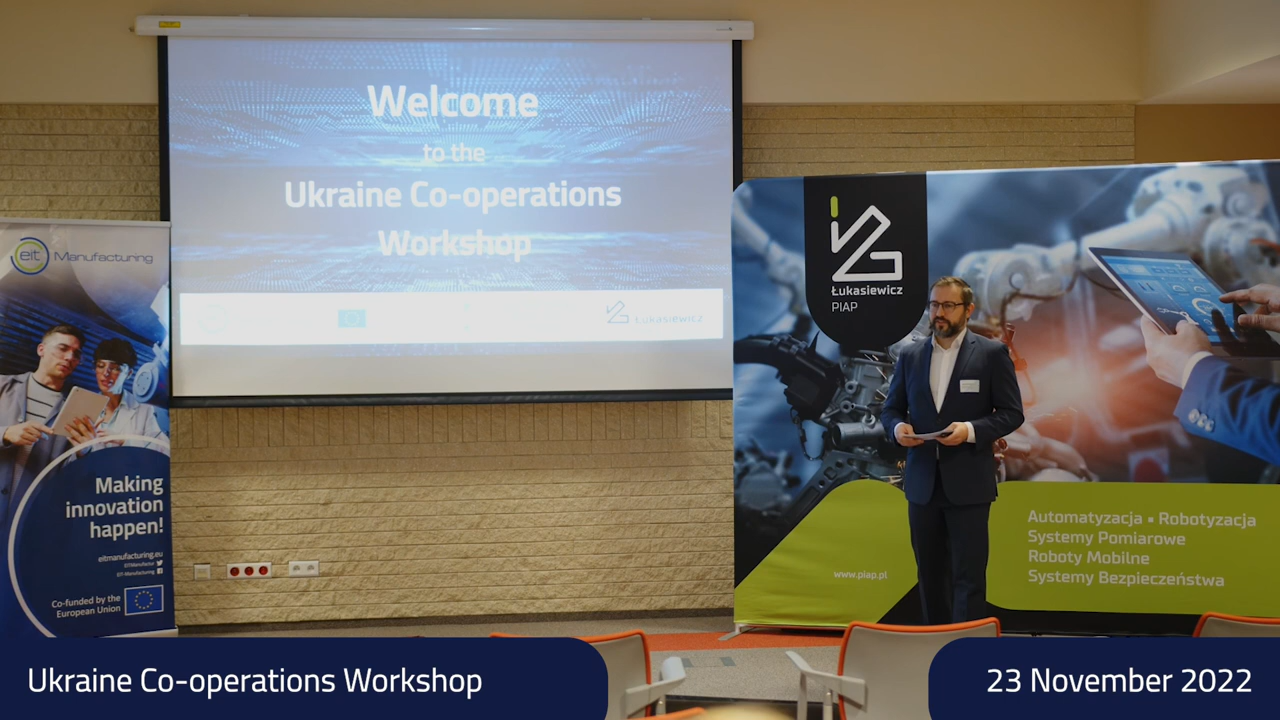 Welcome
to the
Ukraine Co-operations
Workshop
Łukasiewicz
eit Manufacturing
Making
innovation
happen!
eitmanufacturing.eu
Co-funded by the
European Union
Łukasiewicz
PIAP
www.piap.pl
Automatyzacja • Robotyzacja
Systemy Pomiarowe
Roboty Mobilne
Systemy Bezpieczeństwa
Ukraine Co-operations Workshop
23 November 2022